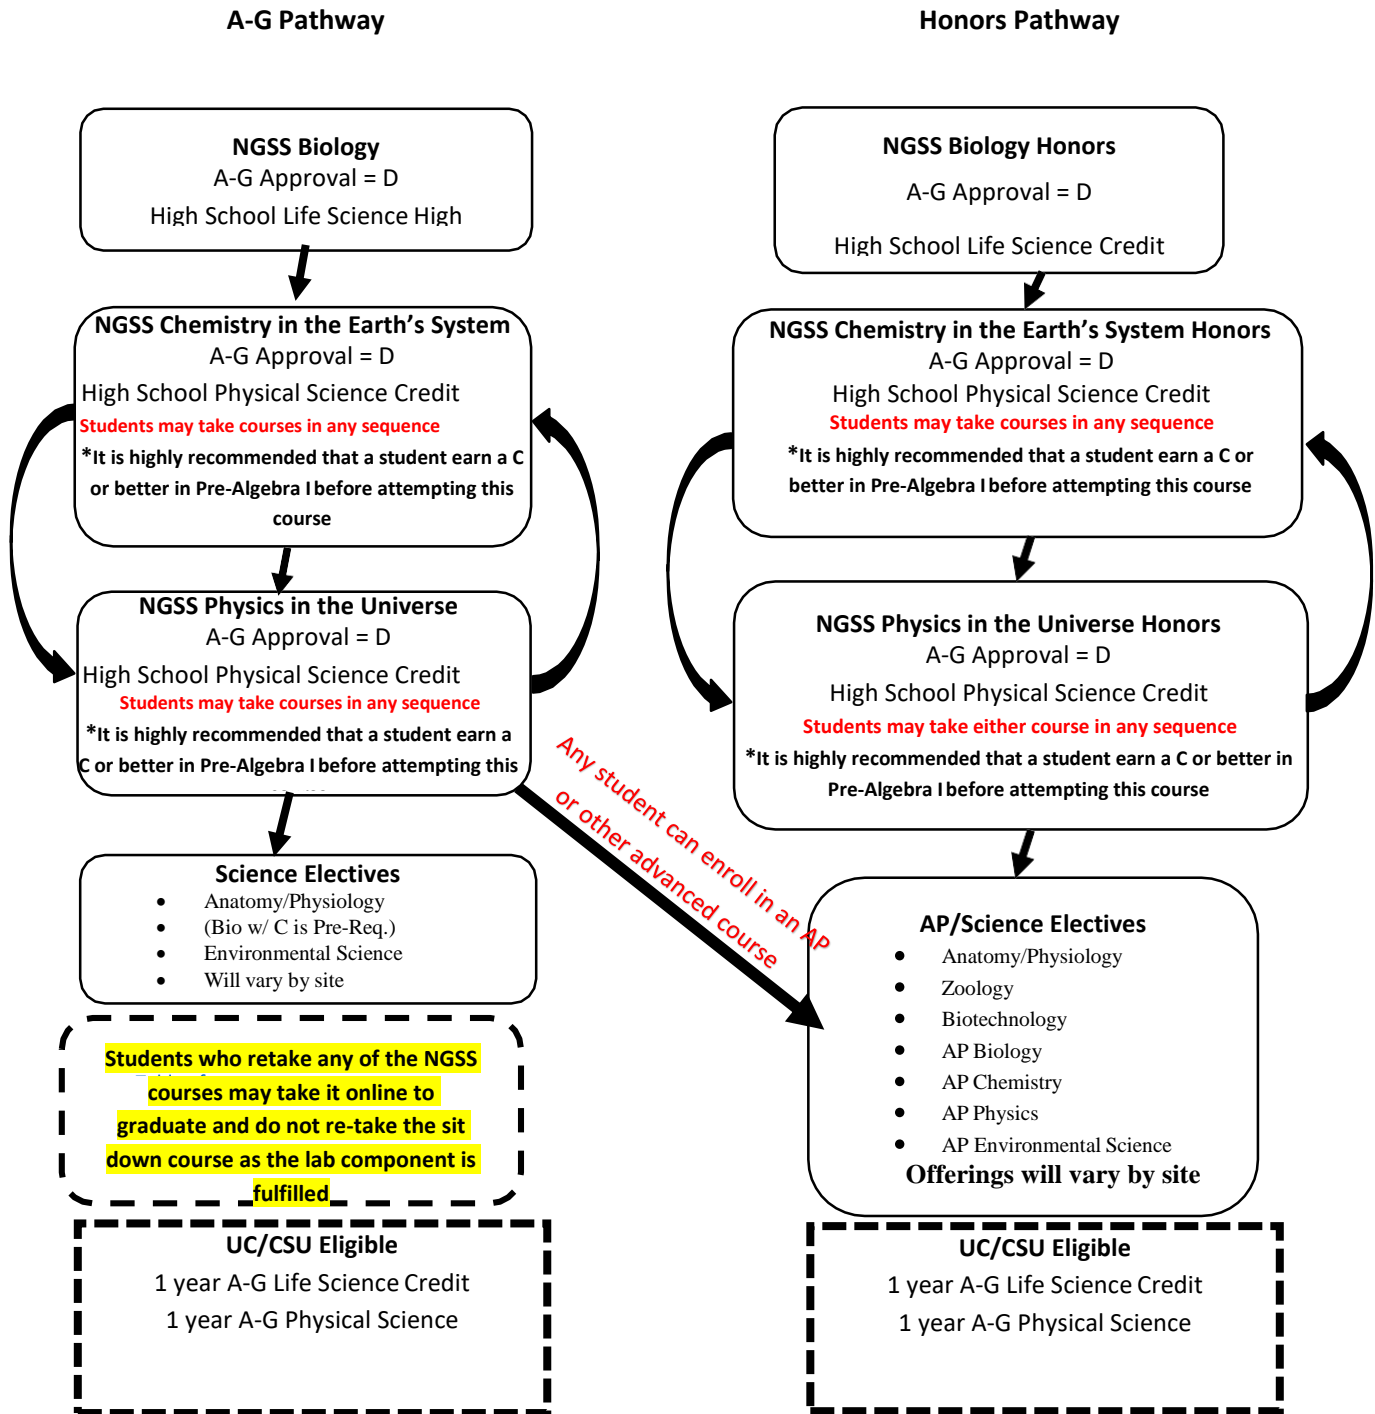 A-G Pathway
NGSS Biology
A-G Approval = D
High School Life Science High
NGSS Chemistry in the Earth's System
A-G Approval = D
High School Physical Science Credit
Students may take courses in any sequence
*It is highly recommended that a student earn a C
or better in Pre-Algebra I before attempting this
course
NGSS Physics in the Universe
A-G Approval = D
High School Physical Science Credit
Students may take courses in any sequence
*It is highly recommended that a student earn a
C or better in Pre-Algebra I before attempting this
Science Electives
• Anatomy/Physiology
• (Bio w/ C is Pre-Req.)
• Environmental Science
• Will vary by site
Students who retake any of the NGSS
courses may take it online to
graduate and do not re-take the sit
down course as the lab component is
fulfilled
UC/CSU Eligible
1 year A-G Life Science Credit
1 year A-G Physical Science
Any student can enroll in an AP
or other advanced course
Honors Pathway
NGSS Biology Honors
A-G Approval = D
High School Life Science Credit
NGSS Chemistry in the Earth's System Honors
A-G Approval = D
High School Physical Science Credit
Students may take courses in any sequence
*It is highly recommended that a student earn a C or
better in Pre-Algebra I before attempting this course
NGSS Physics in the Universe Honors
A-G Approval = D
High School Physical Science Credit
Students may take either course in any sequence
*It is highly recommended that a student earn a C or better in
Pre-Algebra I before attempting this course
AP/Science Electives
• Anatomy/Physiology
• Zoology
• Biotechnology
• AP Biology
• AP Chemistry
• AP Physics
• AP Environmental Science
Offerings will vary by site
UC/CSU Eligible
1 year A-G Life Science Credit
1 year A-G Physical Science